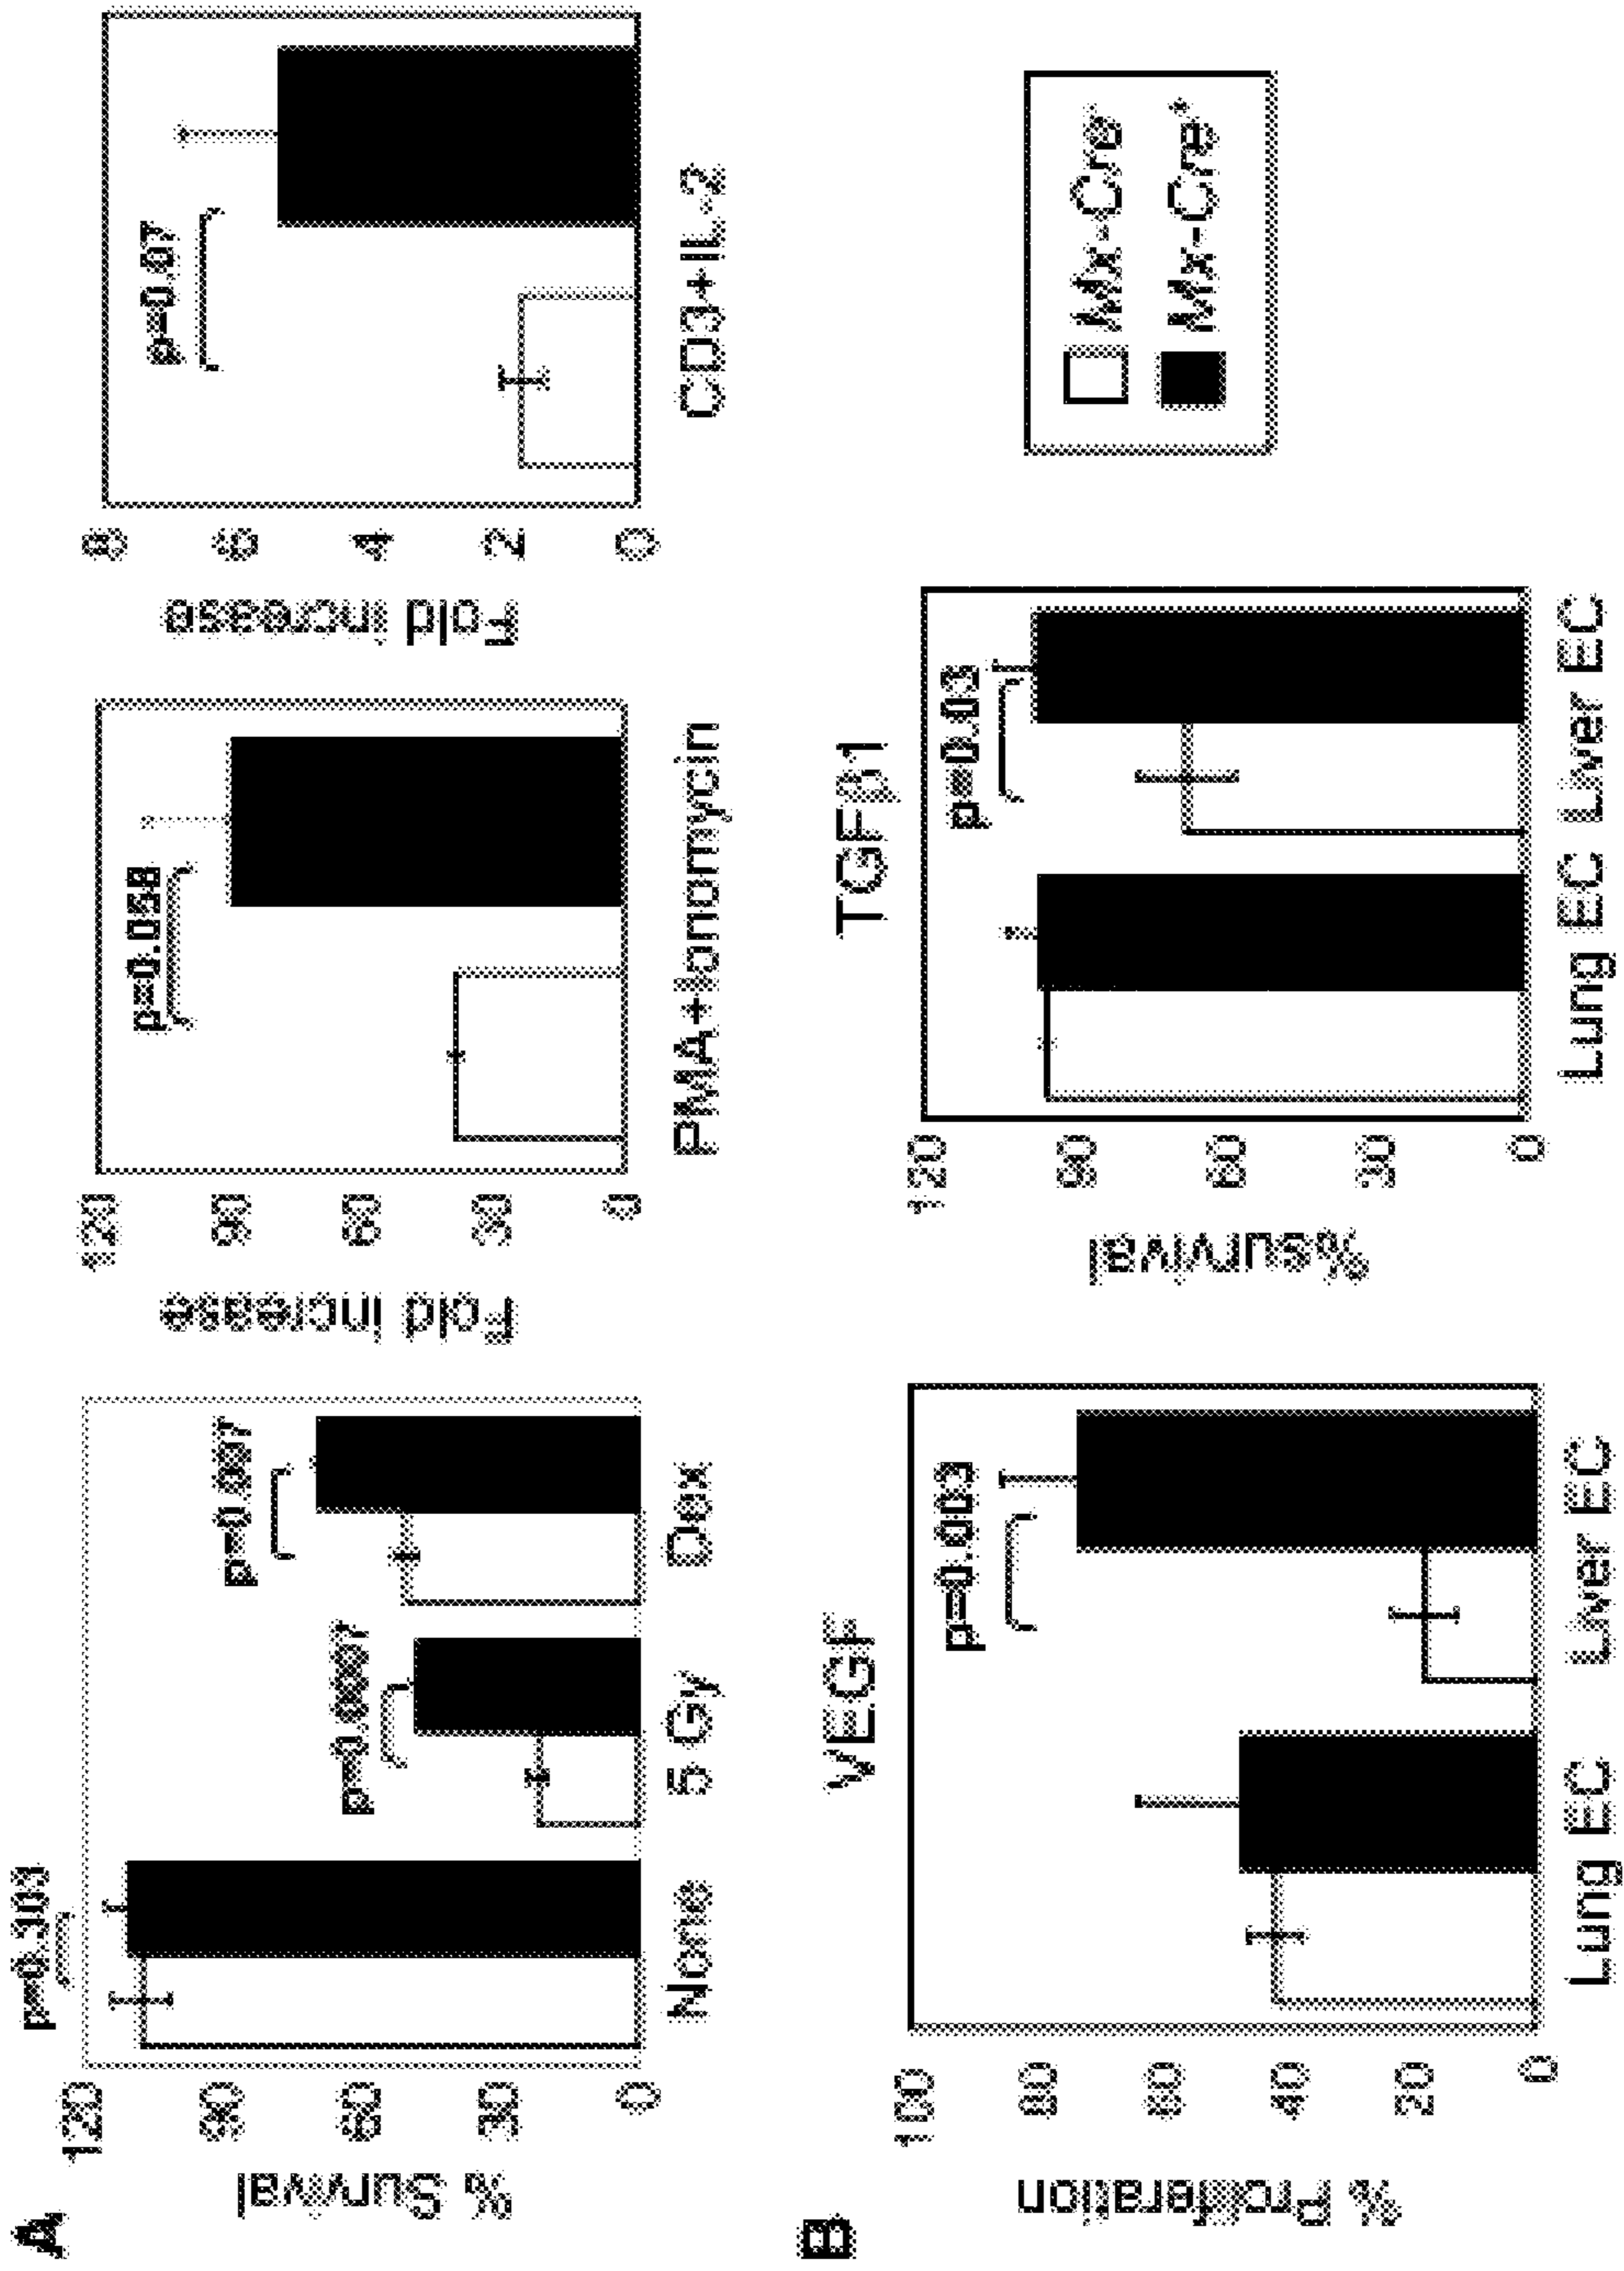 A
% Survival
120
90
60
30
0
p=0.103
p=0.0007
p=0.007
None
5 Gy
Dex
Fold increase
120
90
60
30
0
p=0.058
PMA+Ionomycin
Fold increase
8
6
4
2
0
p=0.07
CD3+IL-2
B
VEGF
% Proliferation
100
80
60
40
20
0
p=0.003
Lung EC
Liver EC
TGFβ1
%survival
120
90
60
30
0
p=0.03
Lung EC
Liver EC
Mx-Cre⁻
Mx-Cre⁺